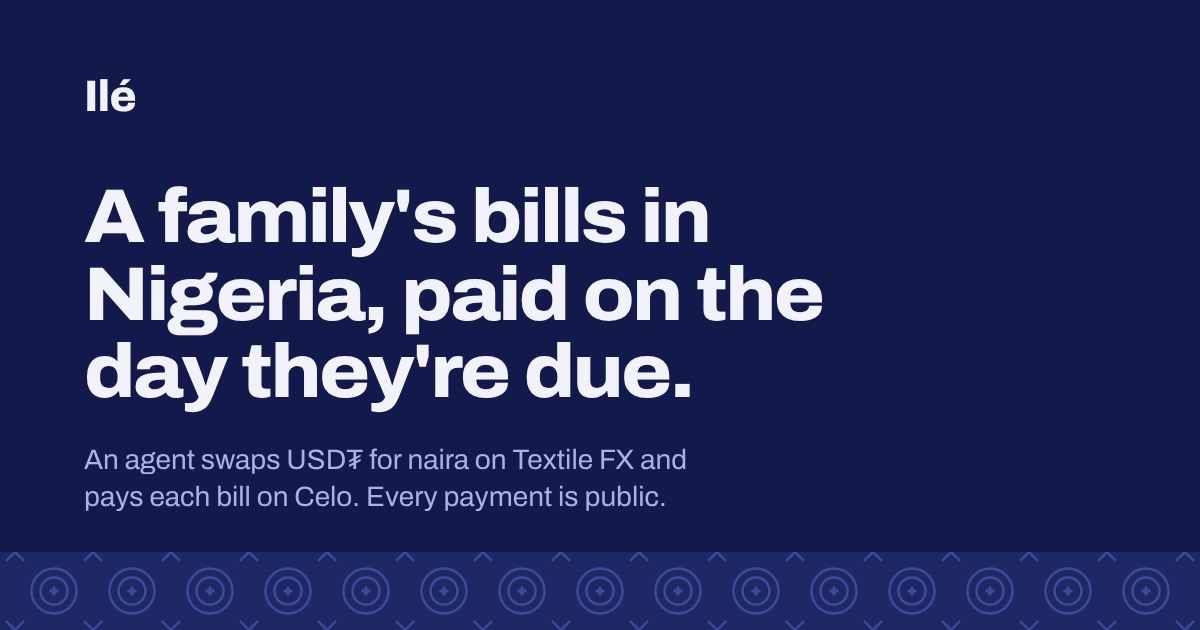 Ilé
A family's bills in
Nigeria, paid on the
day they're due.
An agent swaps USD₮ for naira on Textile FX and
pays each bill on Celo. Every payment is public.